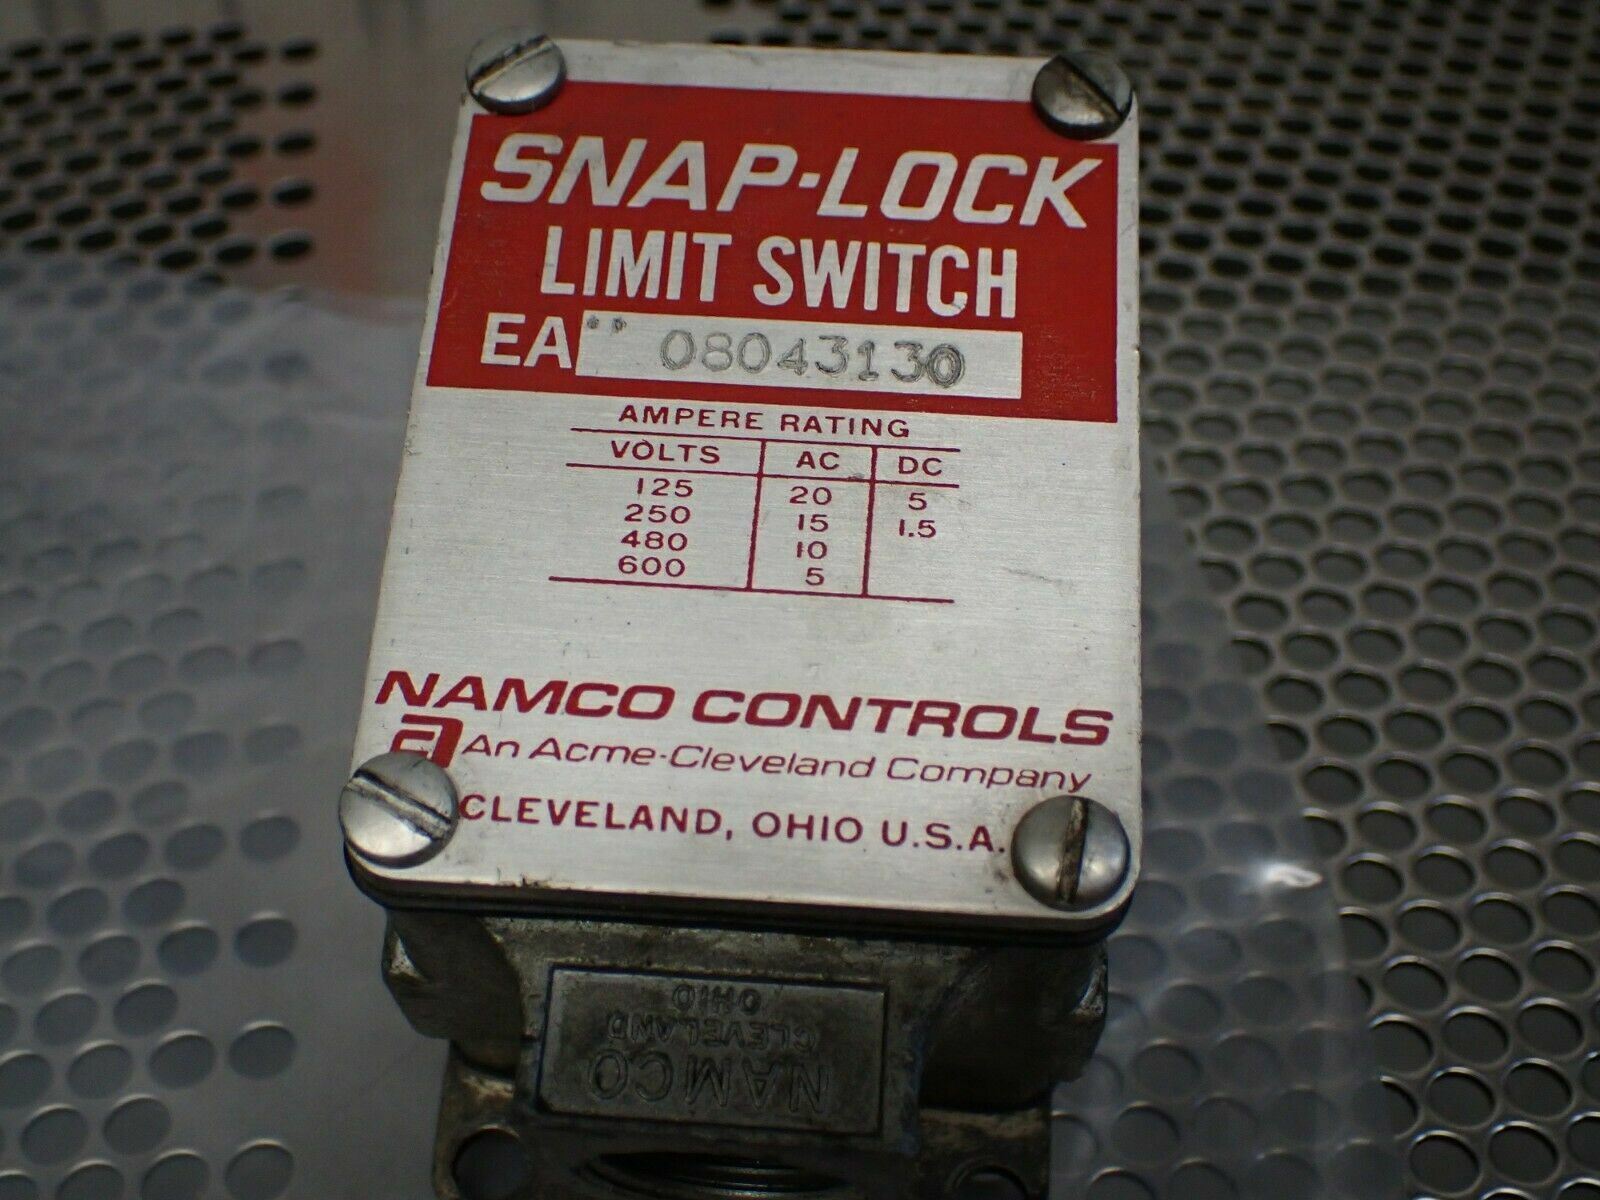 SNAP-LOCK
LIMIT SWITCH
EA 08043130
AMPERE RATING
VOLTS AC DC
125 20 5
250 15 1.5
480 10
600 5
NAMCO CONTROLS
a An Acme-Cleveland Company
CLEVELAND, OHIO U.S.A.
NAMCO
CLEVELAND
OHIO